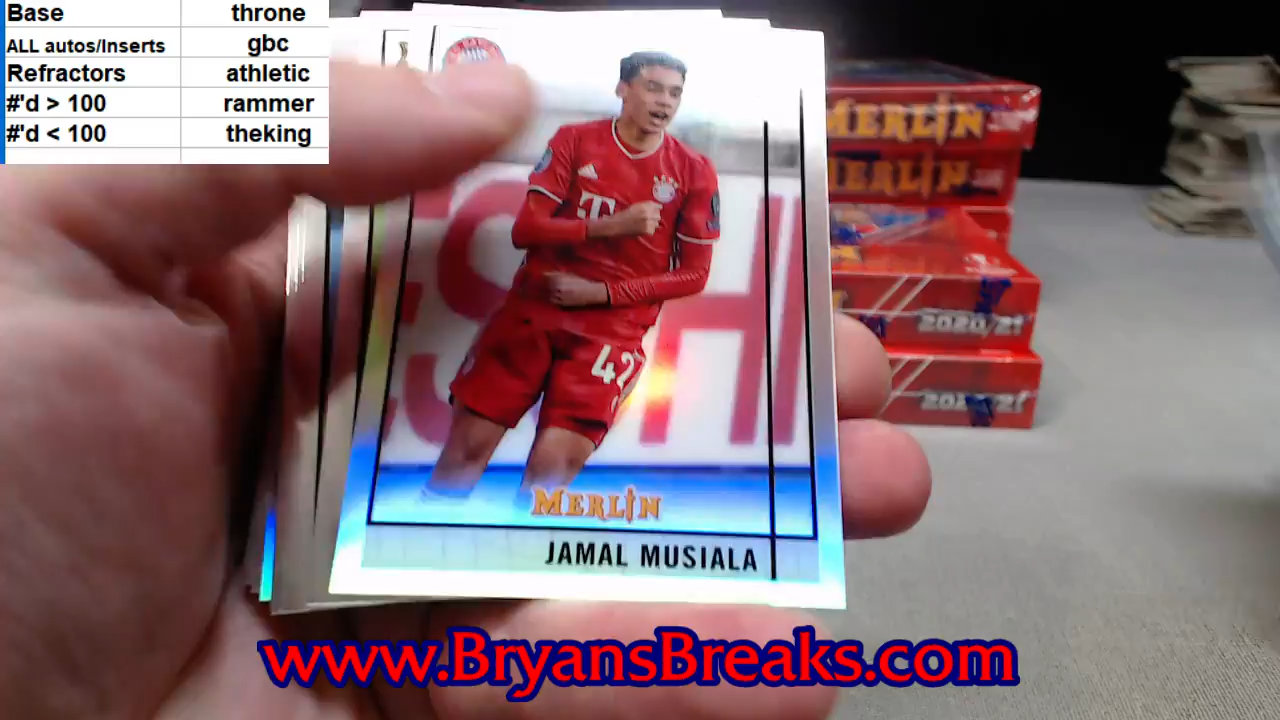 Base throne
ALL autos/Inserts gbc
Refractors athletic
#'d > 100 rammer
#'d < 100 theking
MERLIN
MERLIN
2020/21
2020/21
42
MERLIN
JAMAL MUSIALA
www.BryansBreaks.com